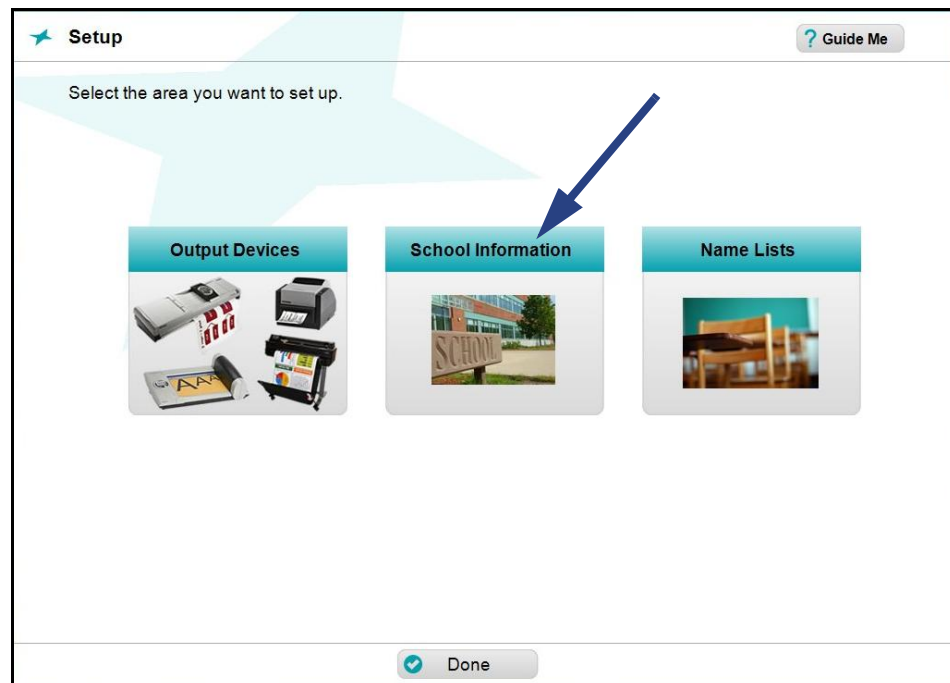 Setup
? Guide Me
Select the area you want to set up.
Output Devices
School Information
Name Lists
AAA
SCHOOL
Done